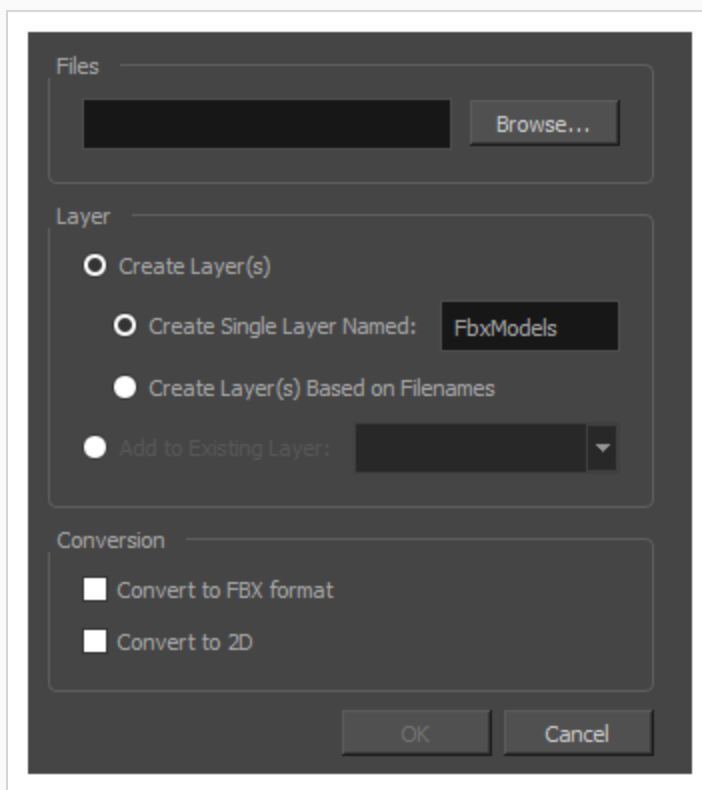 Files
Browse...
Layer
Create Layer(s)
Create Single Layer Named: FbxModels
Create Layer(s) Based on Filenames
Add to Existing Layer:
Conversion
Convert to FBX format
Convert to 2D
OK Cancel